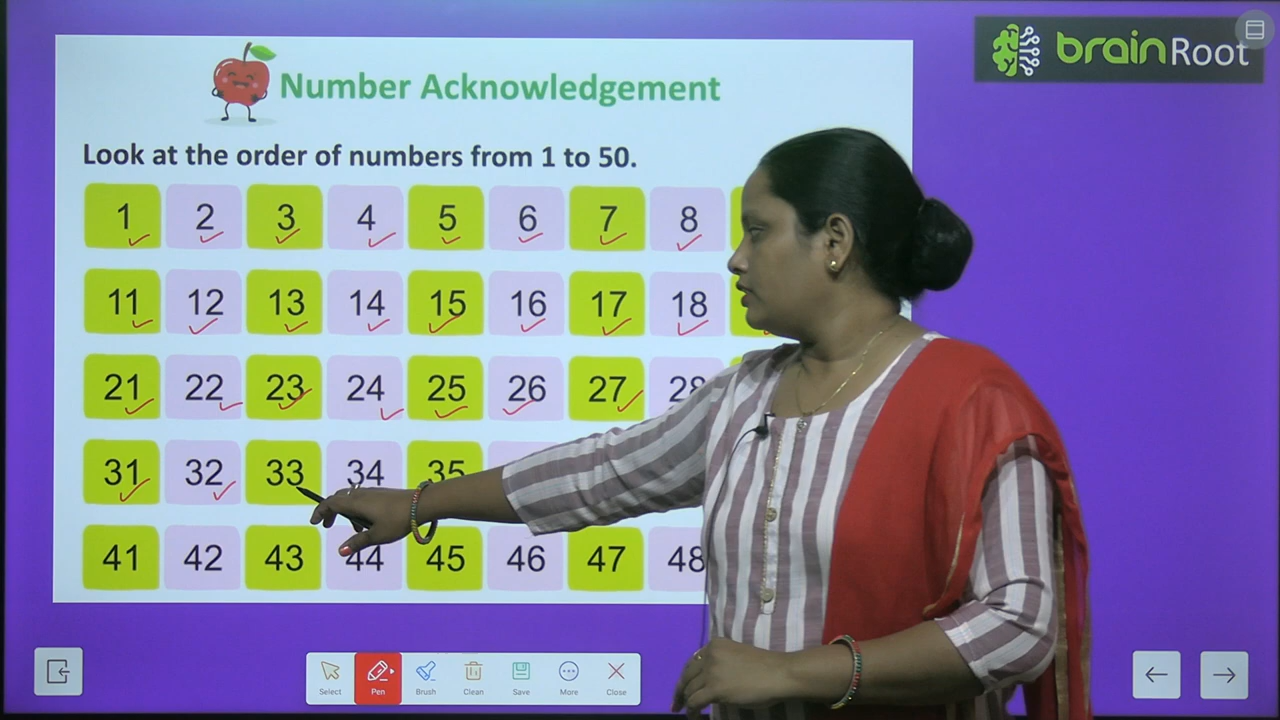 brainRoot
Number Acknowledgement
Look at the order of numbers from 1 to 50.
1 2 3 4 5 6 7 8
11 12 13 14 15 16 17 18
21 22 23 24 25 26 27 28
31 32 33 34 35
41 42 43 44 45 46 47 48
Select Pen Brush Clean Save More Close